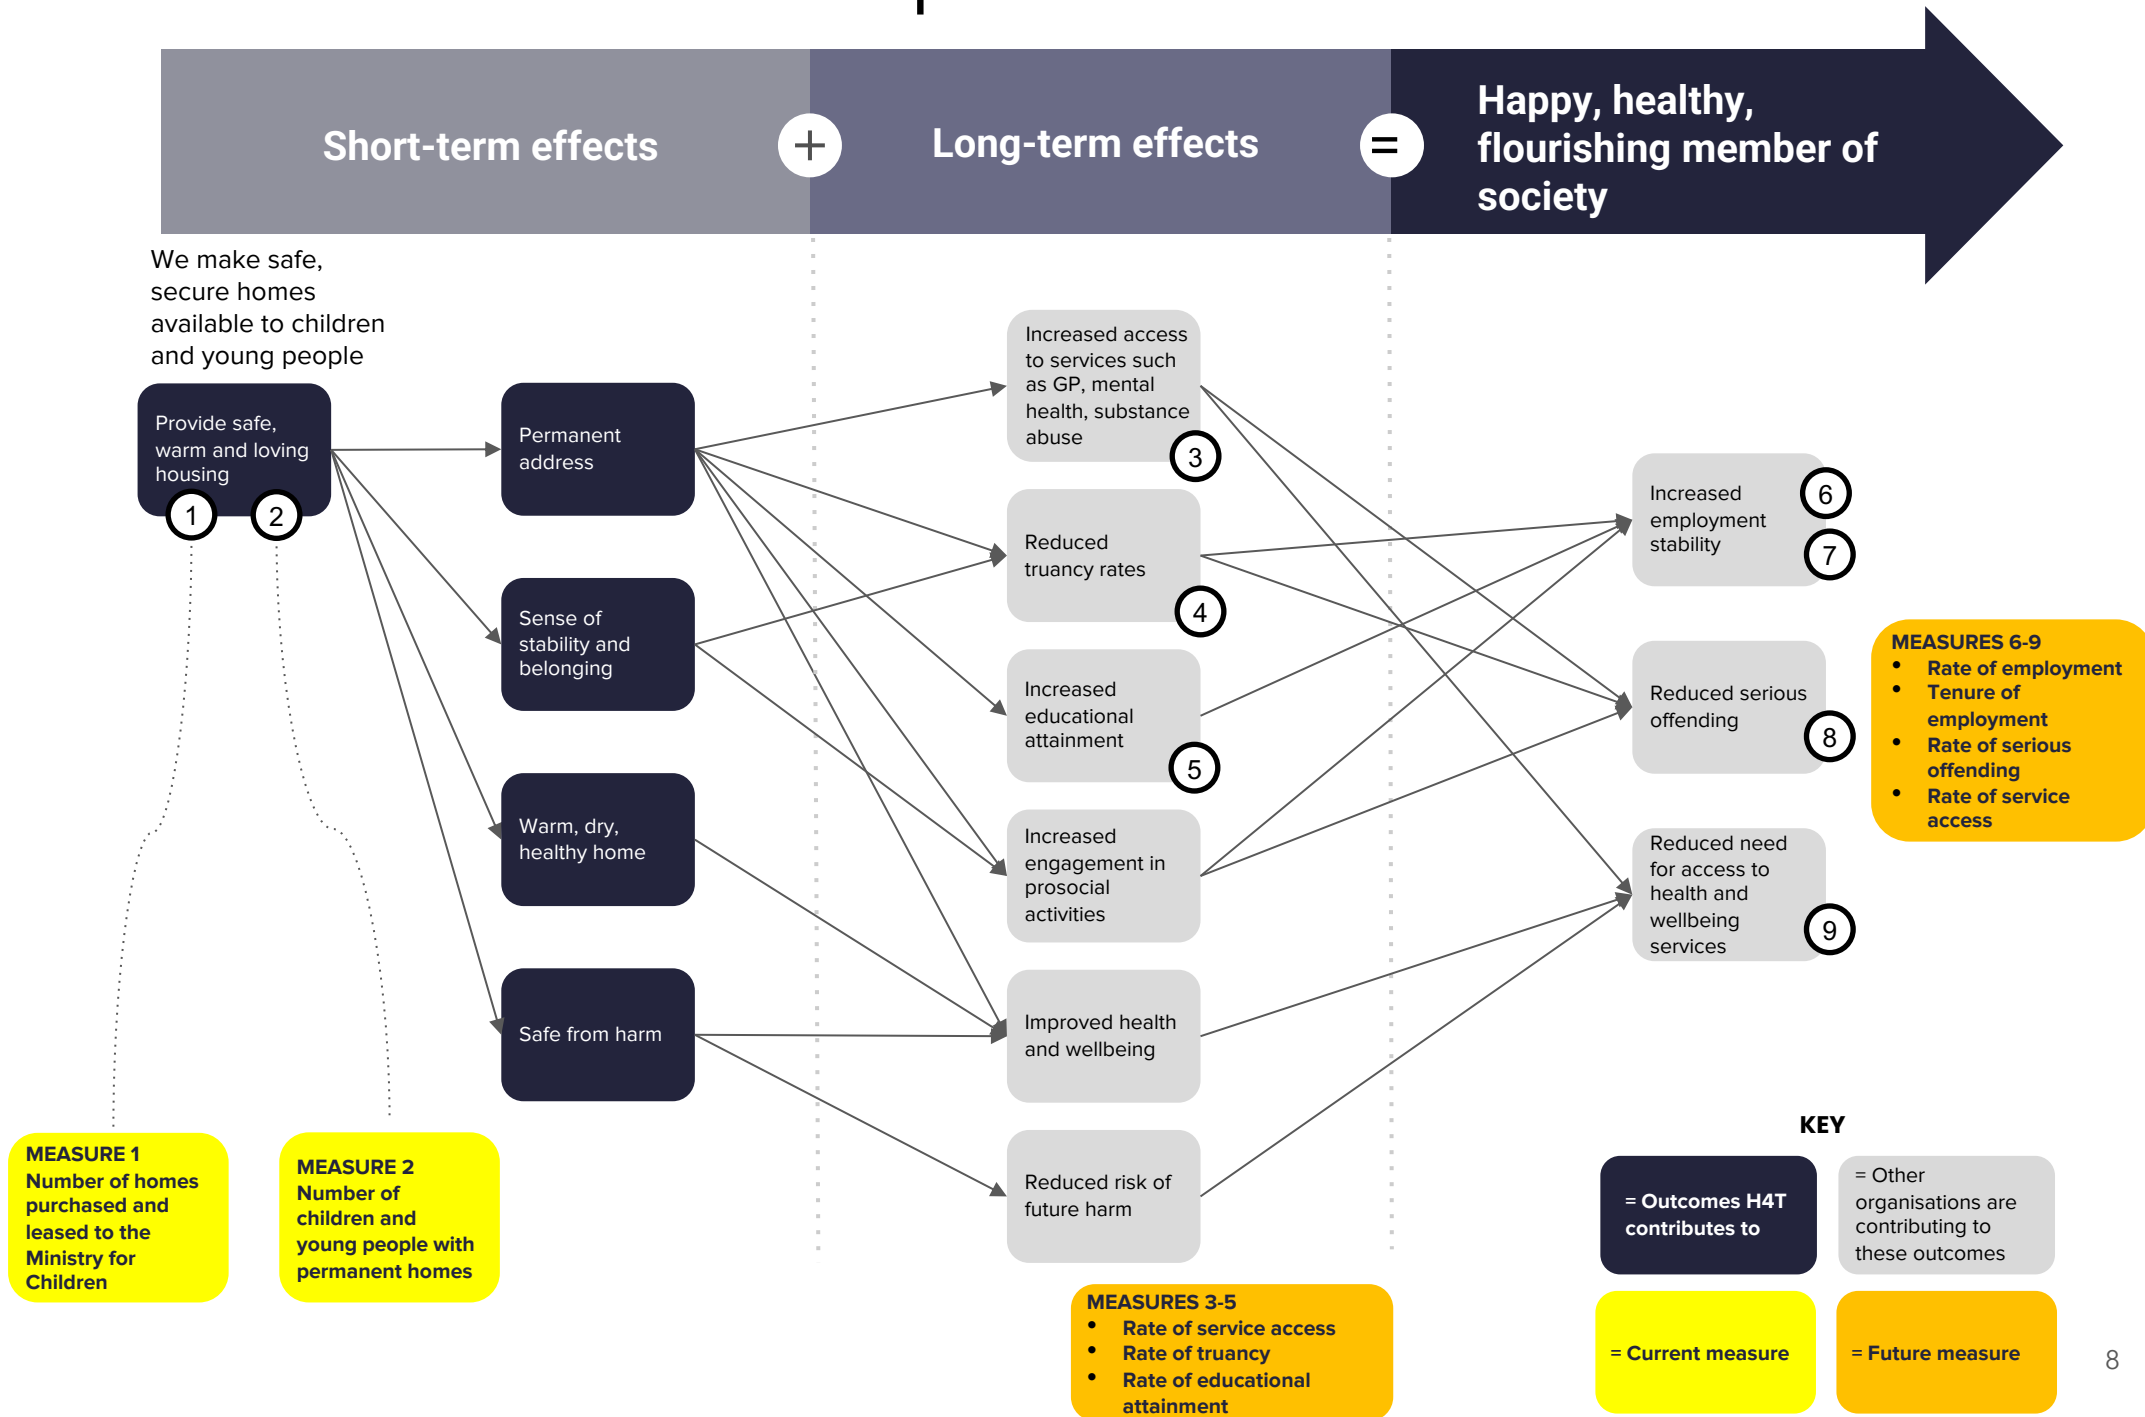 Short-term effects
+
Long-term effects
=
Happy, healthy,
flourishing member of
society
We make safe,
secure homes
available to children
and young people
Provide safe,
warm and loving
housing
1
2
Permanent
address
Sense of
stability and
belonging
Warm, dry,
healthy home
Safe from harm
Increased access
to services such
as GP, mental
health, substance
abuse
3
Reduced
truancy rates
4
Increased
educational
attainment
5
Increased
engagement in
prosocial
activities
Improved health
and wellbeing
Reduced risk of
future harm
Increased
employment
stability
6
7
Reduced serious
offending
8
Reduced need
for access to
health and
wellbeing
services
9
MEASURES 6-9
• Rate of employment
• Tenure of
employment
• Rate of serious
offending
• Rate of service
access
MEASURE 1
Number of homes
purchased and
leased to the
Ministry for
Children
MEASURE 2
Number of
children and
young people with
permanent homes
MEASURES 3-5
• Rate of service access
• Rate of truancy
• Rate of educational
attainment
KEY
= Outcomes H4T
contributes to
= Other
organisations are
contributing to
these outcomes
= Current measure
= Future measure
8